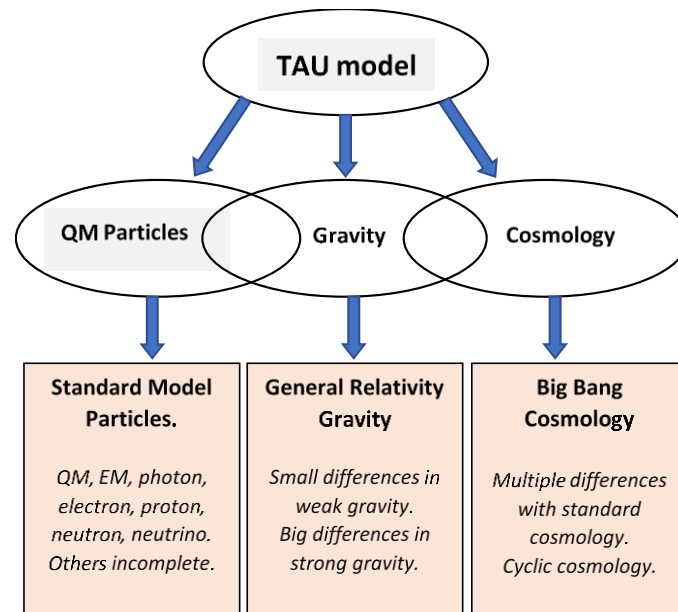 TAU model
QM Particles
Gravity
Cosmology
Standard Model
Particles.
QM, EM, photon,
electron, proton,
neutron, neutrino.
Others incomplete.
General Relativity
Gravity
Small differences in
weak gravity.
Big differences in
strong gravity.
Big Bang
Cosmology
Multiple differences
with standard
cosmology.
Cyclic cosmology.